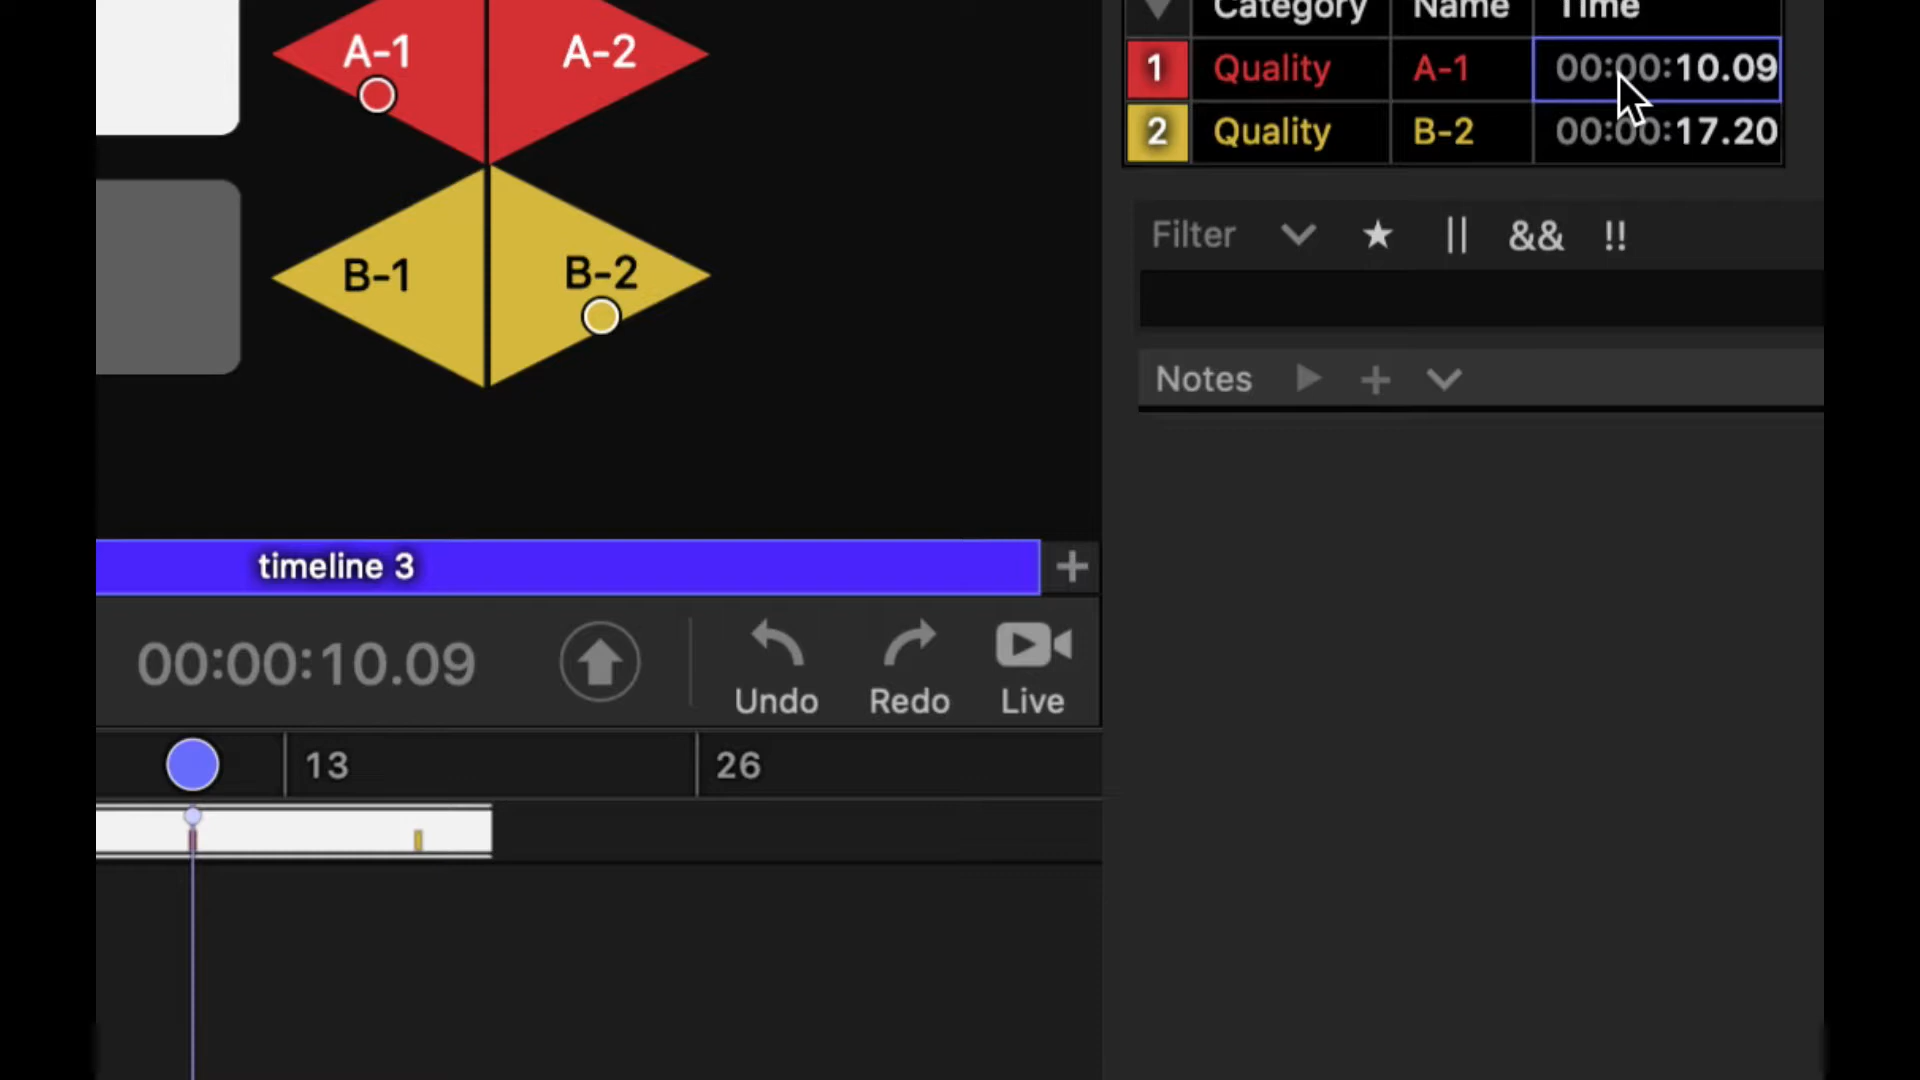 A-1 A-2
B-1 B-2
timeline 3
00:00:10.09
Undo Redo Live
13 26
Category Name Time
1 Quality A-1 00:00:10.09
2 Quality B-2 00:00:17.20
Filter ★ || && !!
Notes